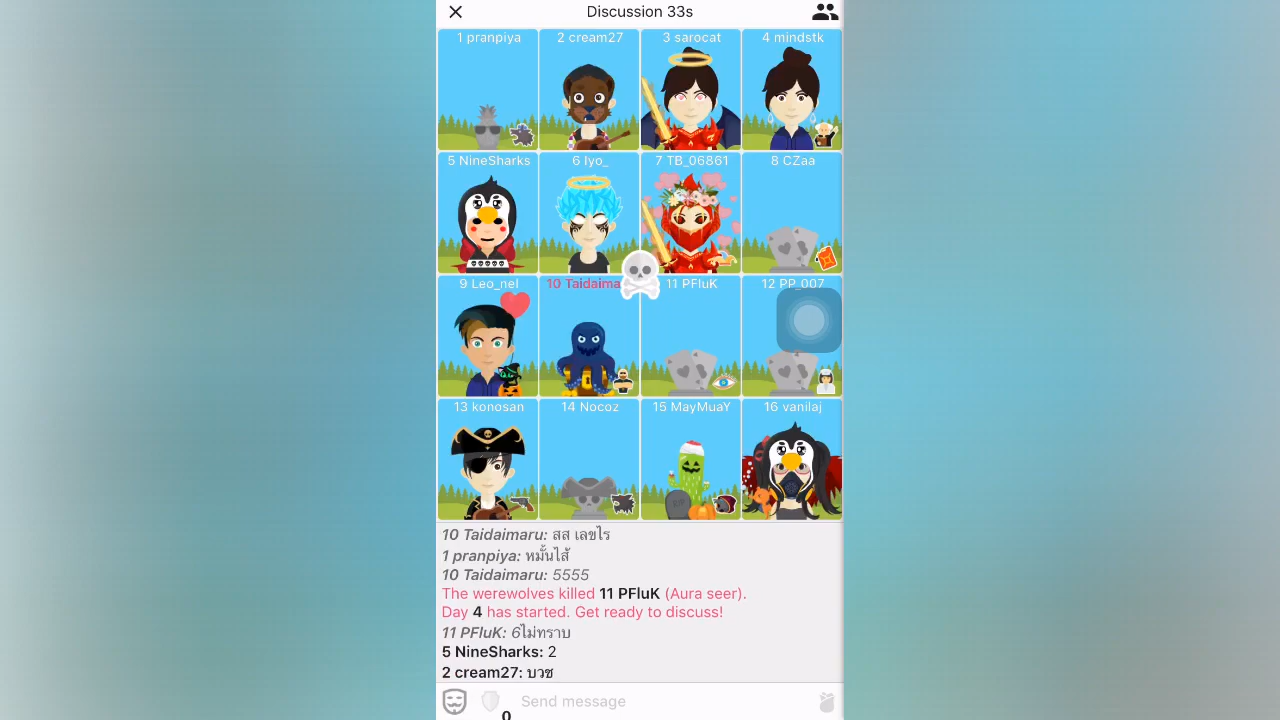 Discussion 33s
1 pranpiya
2 cream27
3 sarocat
4 mindstk
5 NineSharks
6 Iyo_
7 TB_06861
8 CZaa
9 Leo_nel
10 Taidaima
11 PFluK
12 PP_007
13 konosan
14 Nocoz
15 MayMuaY
16 vanilaj
10 Taidaimaru: สส เลขไร
1 pranpiya: หมั้นไส้
10 Taidaimaru: 5555
The werewolves killed 11 PFluK (Aura seer).
Day 4 has started. Get ready to discuss!
11 PFluK: 6ไม่ทราบ
5 NineSharks: 2
2 cream27: บวช
Send message
0